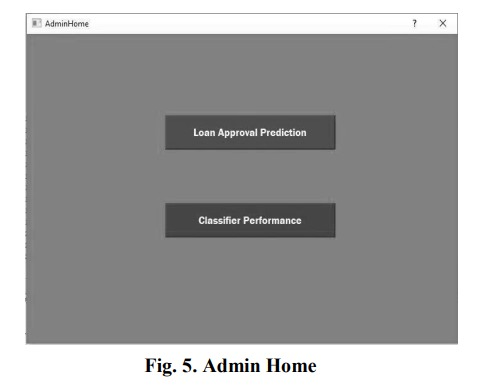 AdminHome ? X
Loan Approval Prediction
Classifier Performance
Fig. 5. Admin Home